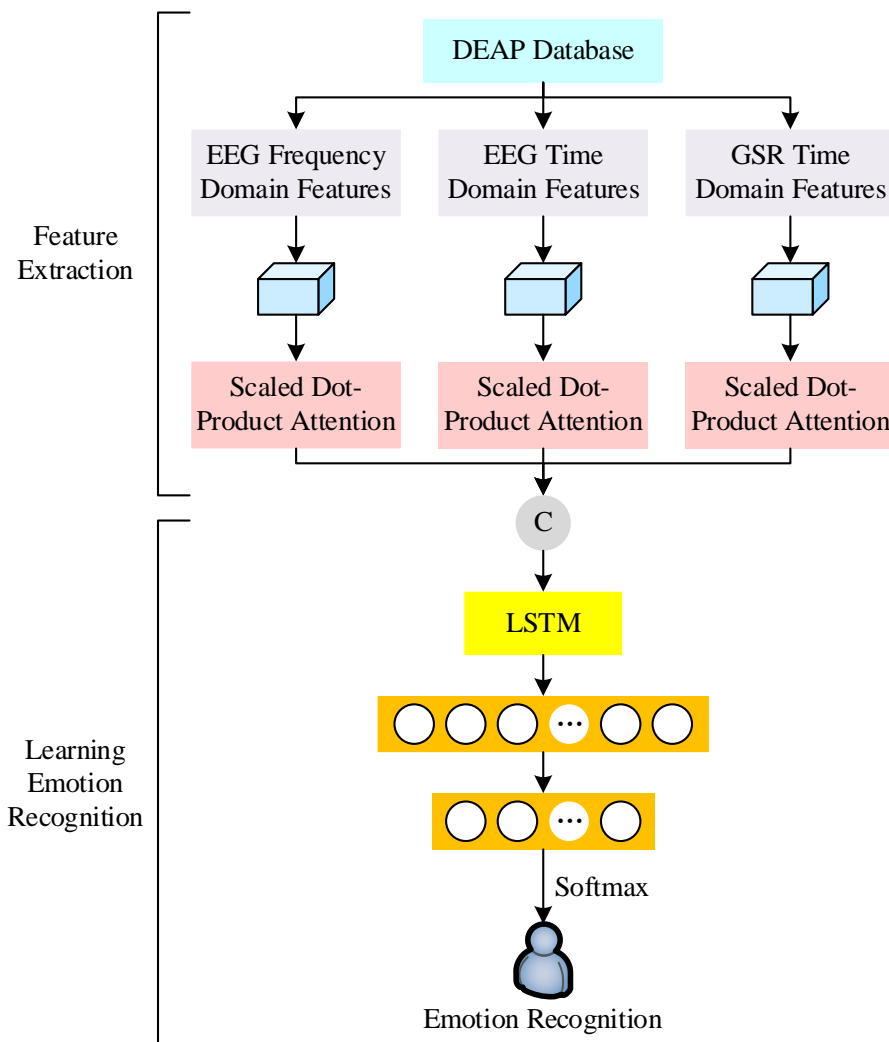 DEAP Database
EEG Frequency
Domain Features
EEG Time
Domain Features
GSR Time
Domain Features
Feature
Extraction
Scaled Dot-
Product Attention
Scaled Dot-
Product Attention
Scaled Dot-
Product Attention
C
LSTM
...
Learning
Emotion
Recognition
...
Softmax
Emotion Recognition